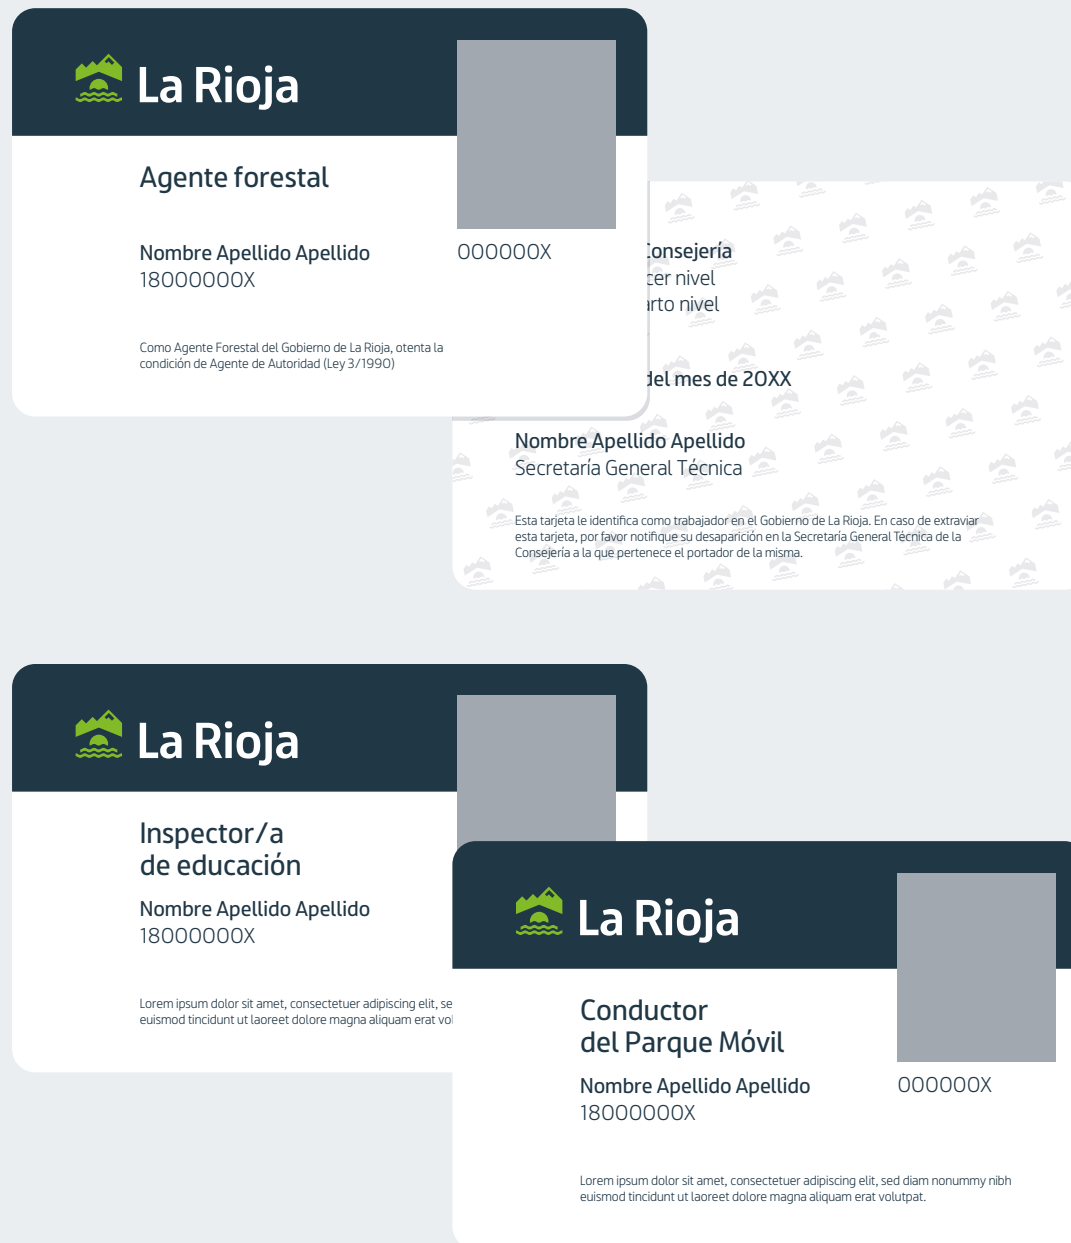 La Rioja
Agente forestal
Nombre Apellido Apellido
18000000X
000000X
Como Agente Forestal del Gobierno de La Rioja, otenta la
condición de Agente de Autoridad (Ley 3/1990)
Consejería
nivel
nivel
del mes de 20XX
Nombre Apellido Apellido
Secretaría General Técnica
Esta tarjeta le identifica como trabajador en el Gobierno de La Rioja. En caso de extraviar
esta tarjeta, por favor notifique su desaparición en la Secretaría General Técnica de la
Consejería a la que pertenece el portador de la misma.
La Rioja
Inspector/a
de educación
Nombre Apellido Apellido
18000000X
Lorem ipsum dolor sit amet, consectetuer adipiscing elit, se
euismod tincidunt ut laoreet dolore magna aliquam erat vol
La Rioja
Conductor
del Parque Móvil
Nombre Apellido Apellido
18000000X
000000X
Lorem ipsum dolor sit amet, consectetuer adipiscing elit, sed diam nonummy nibh
euismod tincidunt ut laoreet dolore magna aliquam erat volutpat.